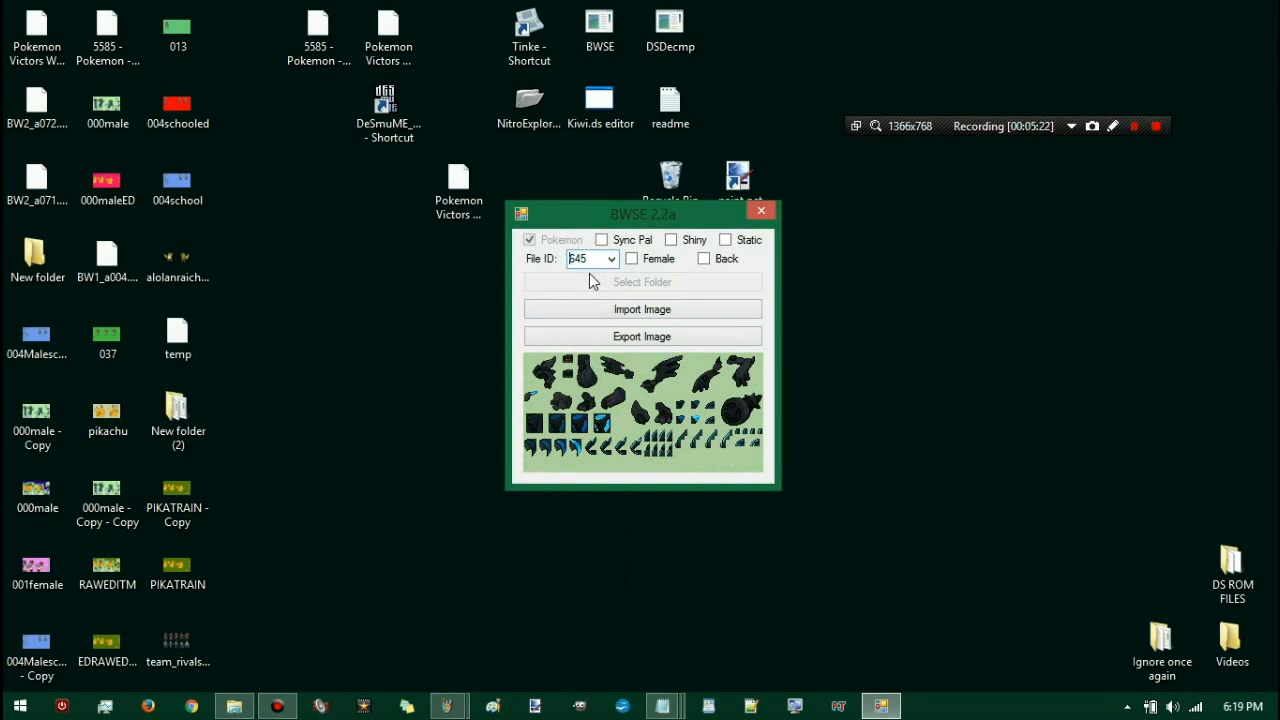 Pokemon
Victors W...
5585 -
Pokemon -...
013
5585 -
Pokemon -...
Pokemon
Victors ...
Tinke -
Shortcut
BWSE
DSDecmp
BW2_a072....
000male
004schooled
DeSmuME_...
- Shortcut
NitroExplor...
Kiwi.ds editor
readme
1366x768
Recording [00:05:22]
BW2_a071....
000maleED
004school
Pokemon
Victors ...
Recycle Bin
paint.net
New folder
BW1_a004....
alolanraich...
BWSE 2.2a
Pokemon
Sync Pal
Shiny
Static
File ID:
645
Female
Back
Select Folder
Import Image
Export Image
004Malesc...
037
temp
000male -
Copy
pikachu
New folder
(2)
000male
000male -
Copy - Copy
PIKATRAIN -
Copy
001female
RAWEDITM
PIKATRAIN
DS ROM
FILES
004Malesc...
- Copy
EDRAWED...
team_rivals...
Ignore once
again
Videos
6:19 PM